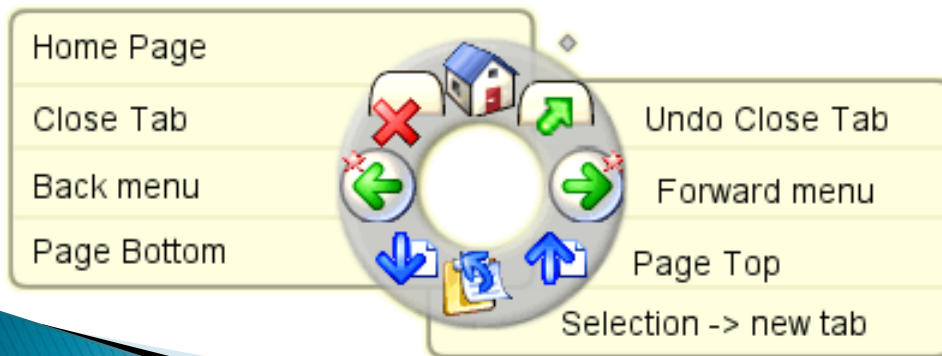 Home Page
Close Tab
Back menu
Page Bottom
Undo Close Tab
Forward menu
Page Top
Selection -> new tab